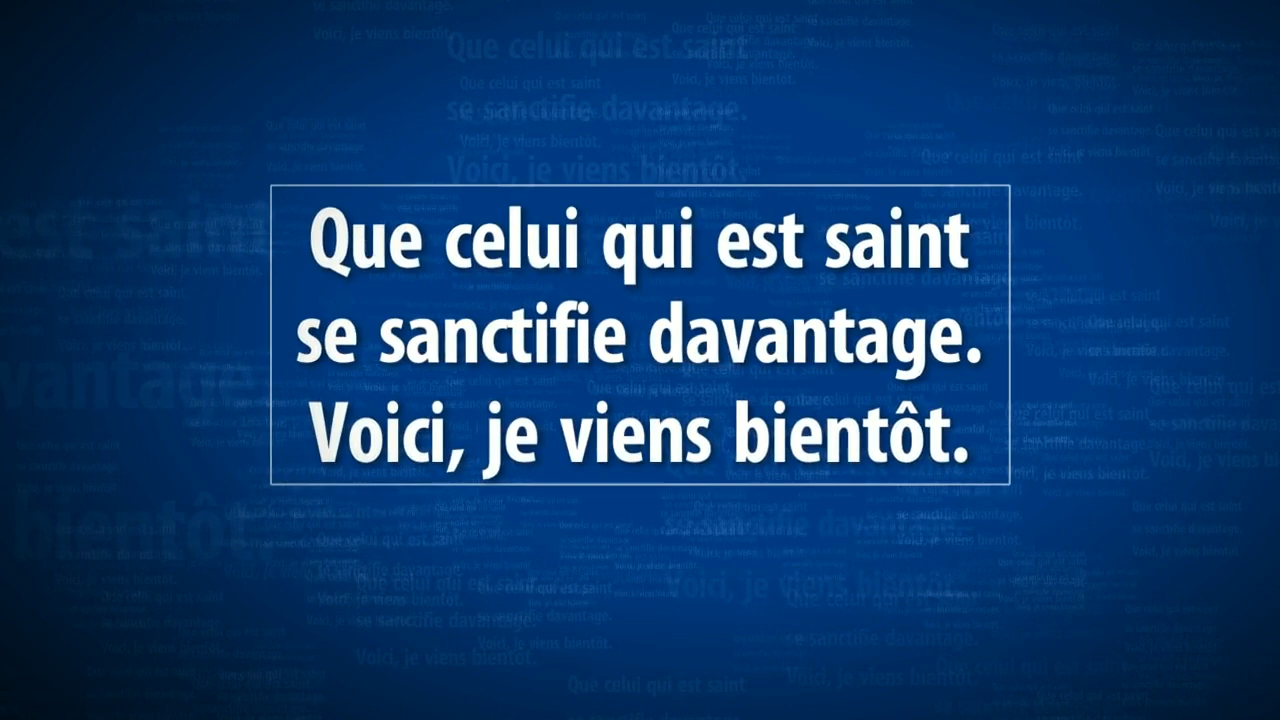 Que celui qui est saint
se sanctifie davantage.
Voici, je viens bientôt.